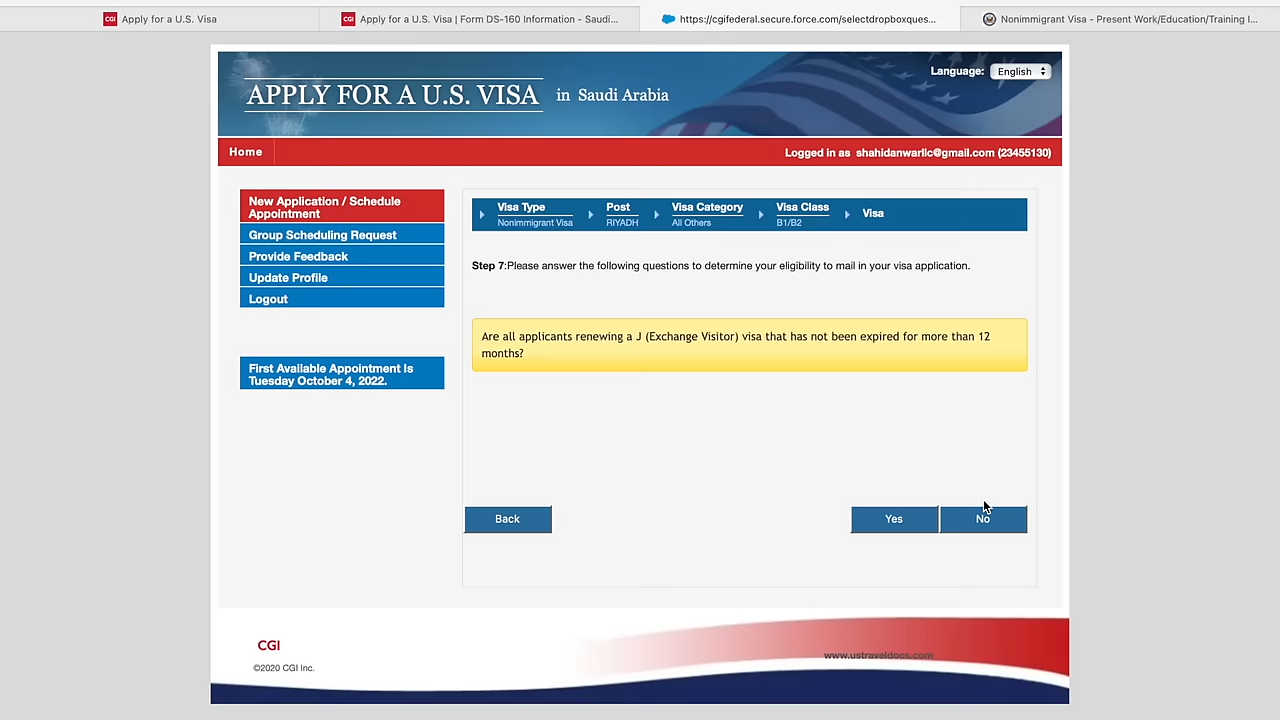 Apply for a U.S. Visa
Apply for a U.S. Visa | Form DS-160 Information - Saudi...
https://cgifederal.secure.force.com/selectdropboxques...
Nonimmigrant Visa - Present Work/Education/Training I...
APPLY FOR A U.S. VISA in Saudi Arabia
Language: English
Home
Logged in as shahidanwarllc@gmail.com (23455130)
New Application / Schedule
Appointment
Group Scheduling Request
Provide Feedback
Update Profile
Logout
First Available Appointment Is
Tuesday October 4, 2022.
Visa Type
Nonimmigrant Visa
Post
RIYADH
Visa Category
All Others
Visa Class
B1/B2
Visa
Step 7:Please answer the following questions to determine your eligibility to mail in your visa application.
Are all applicants renewing a J (Exchange Visitor) visa that has not been expired for more than 12
months?
Back
Yes
No
CGI
©2020 CGI Inc.
www.ustraveldocs.com